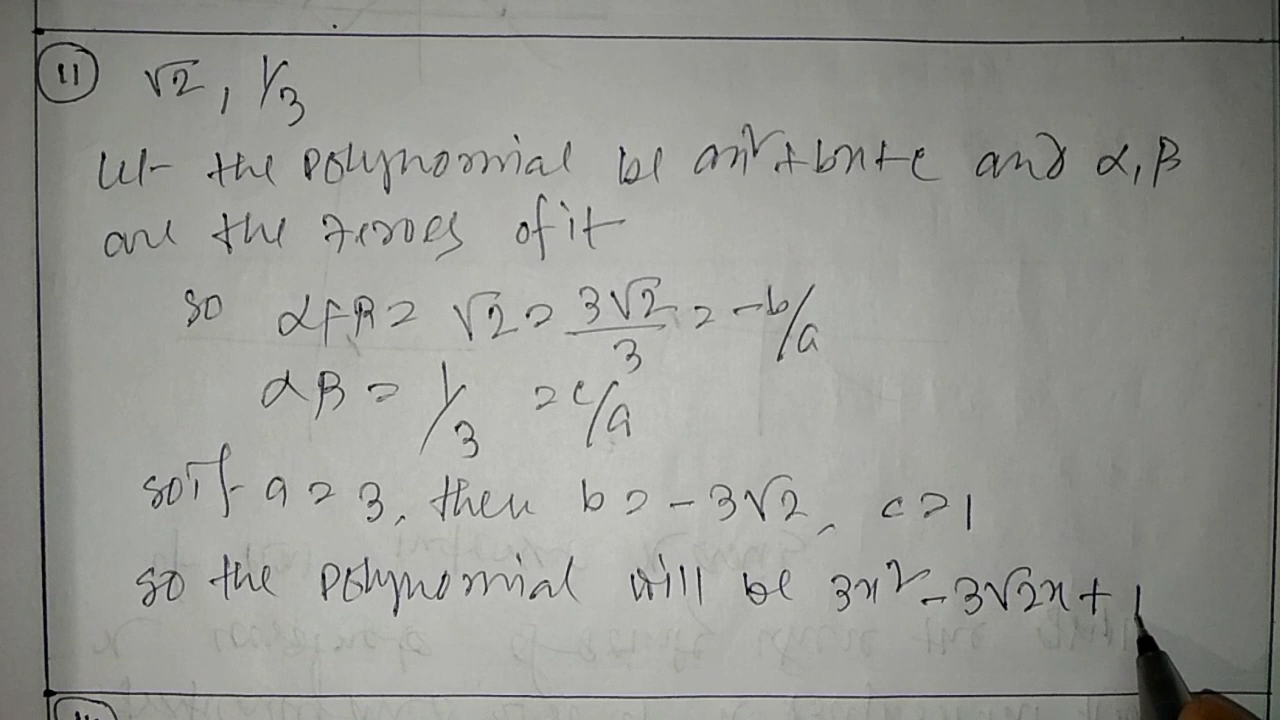 (11) √2, 1/3
Let the polynomial be ax²+bx+c and α,β
are the zeroes of it
so α+β = √2 = 3√2/3 = -b/a
αβ = 1/3 = c/a
so if a = 3, then b = -3√2, c = 1
so the polynomial will be 3x²-3√2x+1